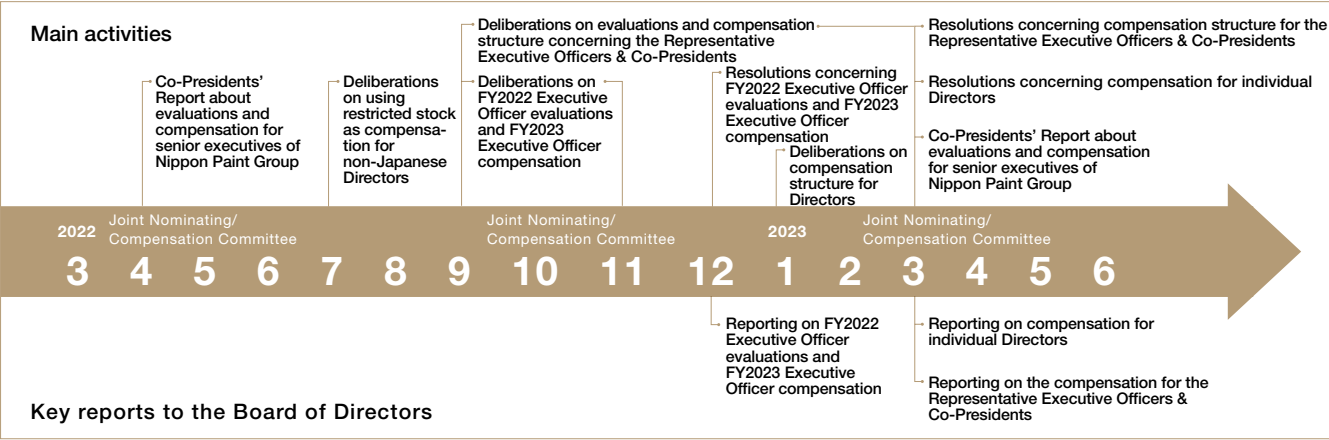 Main activities
Co-Presidents'
Report about
evaluations and
compensation for
senior executives of
Nippon Paint Group
Deliberations
on using
restricted stock
as compensa-
tion for
non-Japanese
Directors
Deliberations on evaluations and compensation
structure concerning the Representative
Executive Officers & Co-Presidents
Deliberations on
FY2022 Executive
Officer evaluations
and FY2023
Executive Officer
compensation
Resolutions concerning
FY2022 Executive Officer
evaluations and FY2023
Executive Officer
compensation
Deliberations on
compensation
structure for
Directors
Resolutions concerning compensation structure for the
Representative Executive Officers & Co-Presidents
Resolutions concerning compensation for individual
Directors
Co-Presidents' Report about
evaluations and compensation
for senior executives of
Nippon Paint Group
2022
Joint Nominating/
Compensation Committee
Joint Nominating/
Compensation Committee
2023
Joint Nominating/
Compensation Committee
3 4 5 6 7 8 9 10 11 12 1 2 3 4 5 6
Reporting on FY2022
Executive Officer
evaluations and
FY2023 Executive
Officer compensation
Reporting on compensation for
individual Directors
Reporting on the compensation for the
Representative Executive Officers &
Co-Presidents
Key reports to the Board of Directors